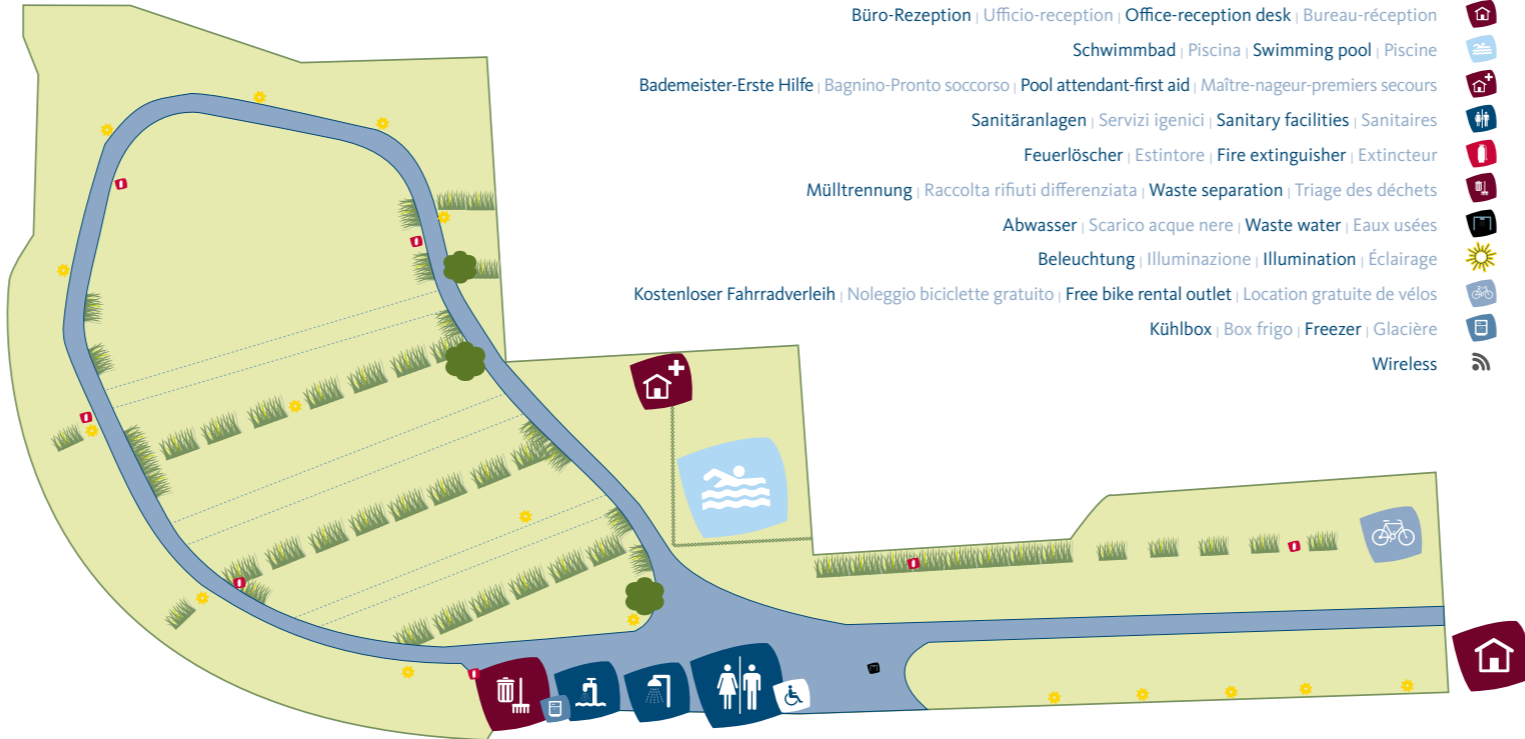 Büro-Rezeption | Ufficio-reception | Office-reception desk | Bureau-réception
Schwimmbad | Piscina | Swimming pool | Piscine
Bademeister-Erste Hilfe | Bagnino-Pronto soccorso | Pool attendant-first aid | Maître-nageur-premiers secours
Sanitäranlagen | Servizi igenici | Sanitary facilities | Sanitaires
Feuerlöscher | Estintore | Fire extinguisher | Extincteur
Mülltrennung | Raccolta rifiuti differenziata | Waste separation | Triage des déchets
Abwasser | Scarico acque nere | Waste water | Eaux usées
Beleuchtung | Illuminazione | Illumination | Éclairage
Kostenloser Fahrradverleih | Noleggio biciclette gratuito | Free bike rental outlet | Location gratuite de vélos
Kühlbox | Box frigo | Freezer | Glacière
Wireless